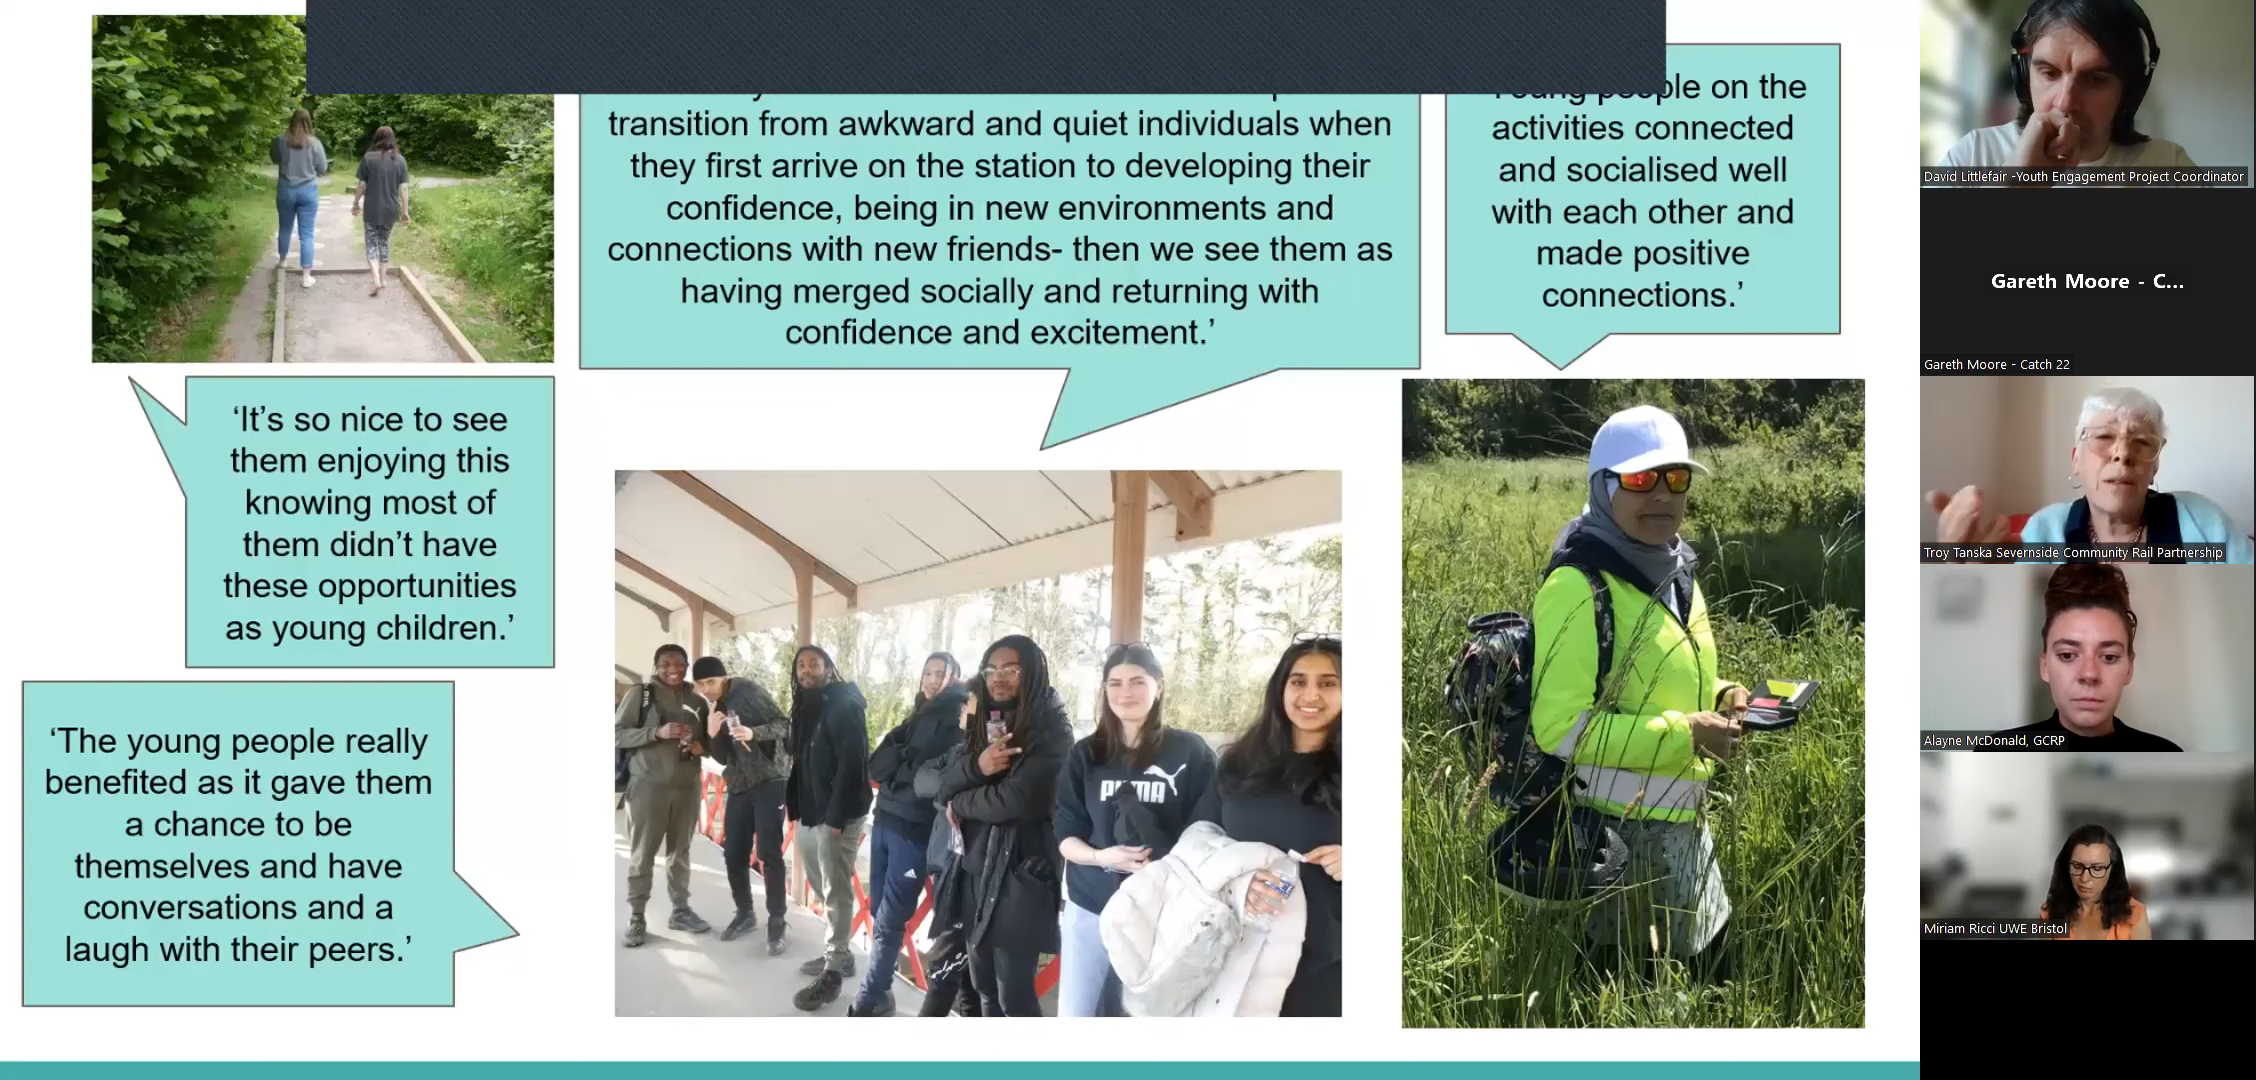 transition from awkward and quiet individuals when
they first arrive on the station to developing their
confidence, being in new environments and
connections with new friends- then we see them as
having merged socially and returning with
confidence and excitement.’
people on the
activities connected
and socialised well
with each other and
made positive
connections.’
‘It’s so nice to see
them enjoying this
knowing most of
them didn’t have
these opportunities
as young children.’
‘The young people really
benefited as it gave them
a chance to be
themselves and have
conversations and a
laugh with their peers.’
PUMA
David Littlefair -Youth Engagement Project Coordinator
Gareth Moore - C...
Gareth Moore - Catch 22
Troy Tanska Severnside Community Rail Partnership
Alayne McDonald, GCRP
Miriam Ricci UWE Bristol